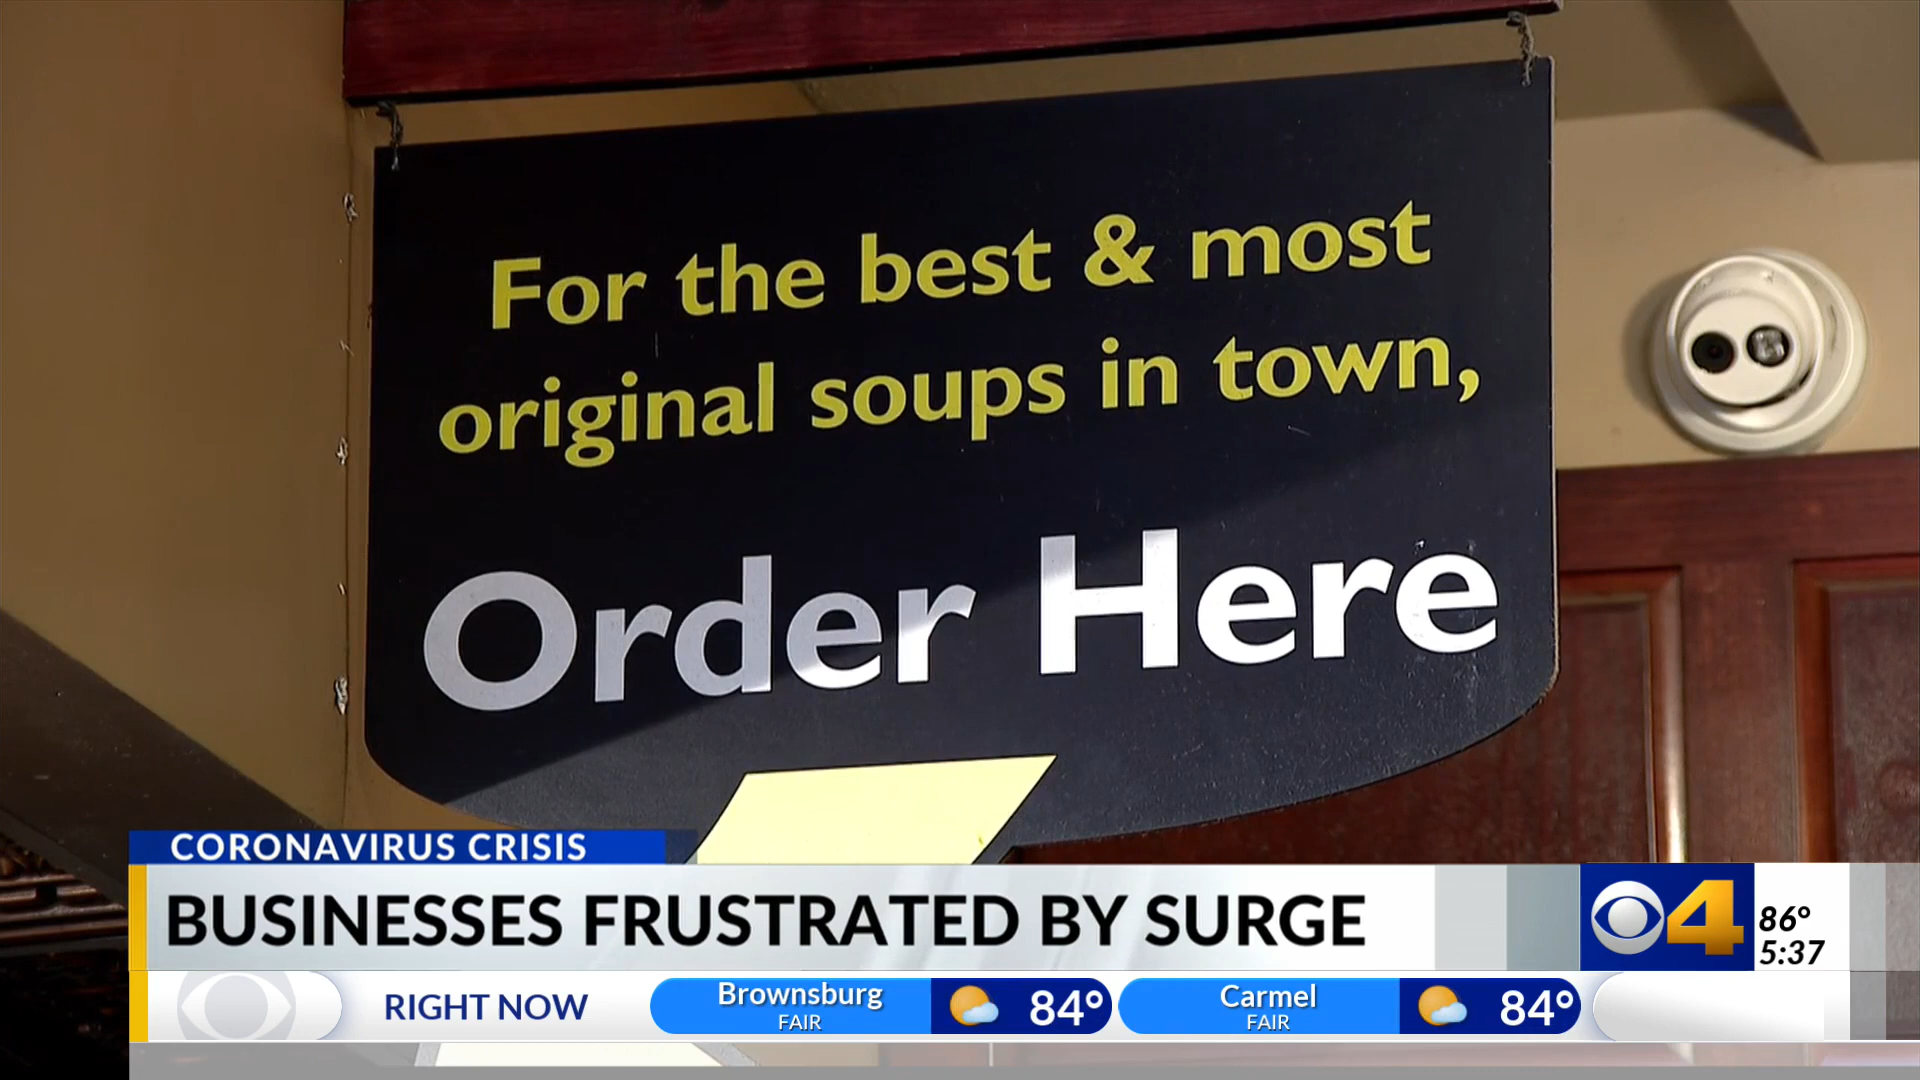 For the best & most
original soups in town,
Order Here
CORONAVIRUS CRISIS
BUSINESSES FRUSTRATED BY SURGE
4
86°
5:37
RIGHT NOW
Brownsburg
FAIR
84°
Carmel
FAIR
84°